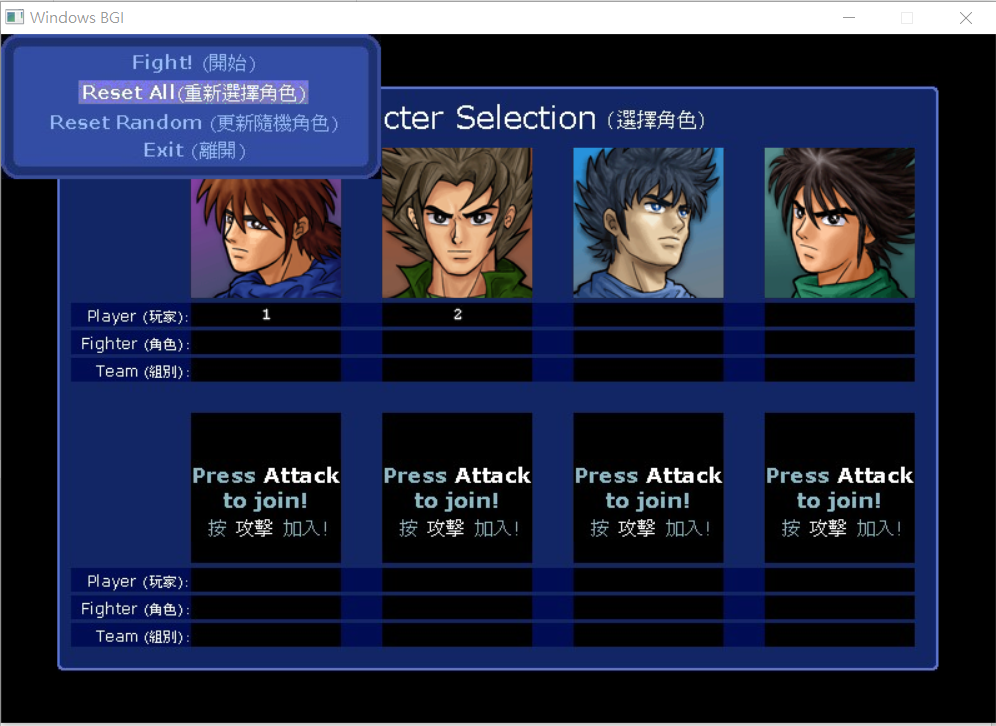 Windows BGI
Fight! (開始)
Reset All(重新選擇角色)
Reset Random (更新隨機角色)
Exit (離開)
cter Selection (選擇角色)
Player (玩家): 1 2
Fighter (角色):
Team (組別):
Press Attack Press Attack Press Attack Press Attack
to join! to join! to join! to join!
按 攻擊 加入! 按 攻擊 加入! 按 攻擊 加入! 按 攻擊 加入!
Player (玩家):
Fighter (角色):
Team (組別):